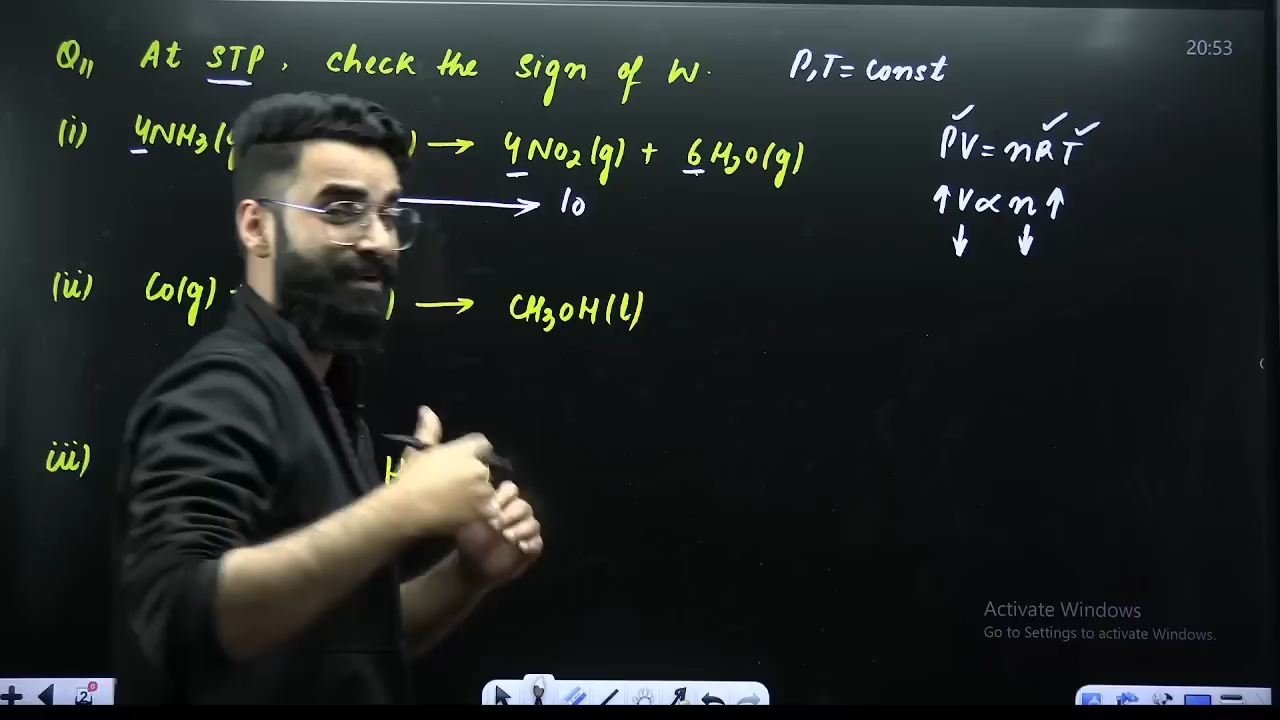 Q11 At STP, check the sign of W. P,T = const
20:53
(i) 4NH3(g → 4NO2(g) + 6H2O(g)
PV = nRT
→ 10
↑V∝n↑
↓ ↓
(ii) CO(g) ) → CH3OH(l)
iii) H
Activate Windows
Go to Settings to activate Windows.
2